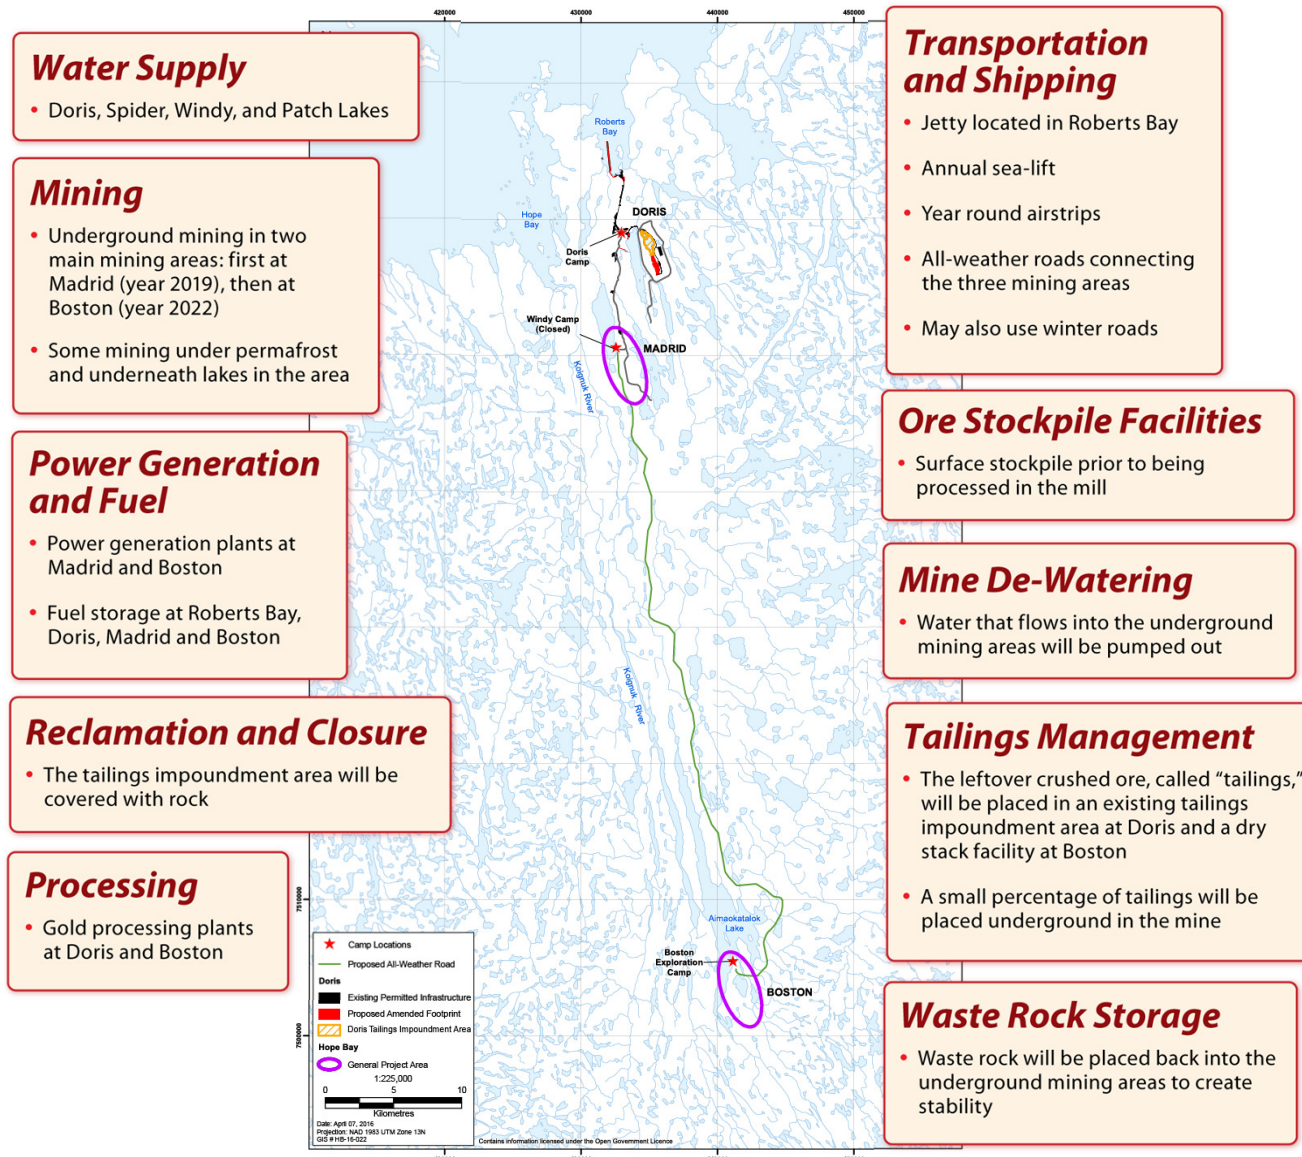 420000
430000
440000
450000
Water Supply
• Doris, Spider, Windy, and Patch Lakes
Mining
• Underground mining in two
main mining areas: first at
Madrid (year 2019), then at
Boston (year 2022)
• Some mining under permafrost
and underneath lakes in the area
Power Generation
and Fuel
• Power generation plants at
Madrid and Boston
• Fuel storage at Roberts Bay,
Doris, Madrid and Boston
Reclamation and Closure
• The tailings impoundment area will be
covered with rock
Processing
• Gold processing plants
at Doris and Boston
Roberts
Bay
Hope
Bay
DORIS
Doris
Camp
Windy Camp
(Closed)
MADRID
Koignuk River
Koignuk River
Aimaokatalok
Lake
Boston
Exploration
Camp
BOSTON
7510000
7500000
Camp Locations
Proposed All-Weather Road
Doris
Existing Permitted Infrastructure
Proposed Amended Footprint
Doris Tailings Impoundment Area
Hope Bay
General Project Area
1:225,000
0 5 10
Kilometres
Date: April 07, 2016
Projection: NAD 1983 UTM Zone 13N
GIS # HB-16-022
Contains information licensed under the Open Government Licence
Transportation
and Shipping
• Jetty located in Roberts Bay
• Annual sea-lift
• Year round airstrips
• All-weather roads connecting
the three mining areas
• May also use winter roads
Ore Stockpile Facilities
• Surface stockpile prior to being
processed in the mill
Mine De-Watering
• Water that flows into the underground
mining areas will be pumped out
Tailings Management
• The leftover crushed ore, called “tailings,”
will be placed in an existing tailings
impoundment area at Doris and a dry
stack facility at Boston
• A small percentage of tailings will be
placed underground in the mine
Waste Rock Storage
• Waste rock will be placed back into the
underground mining areas to create
stability